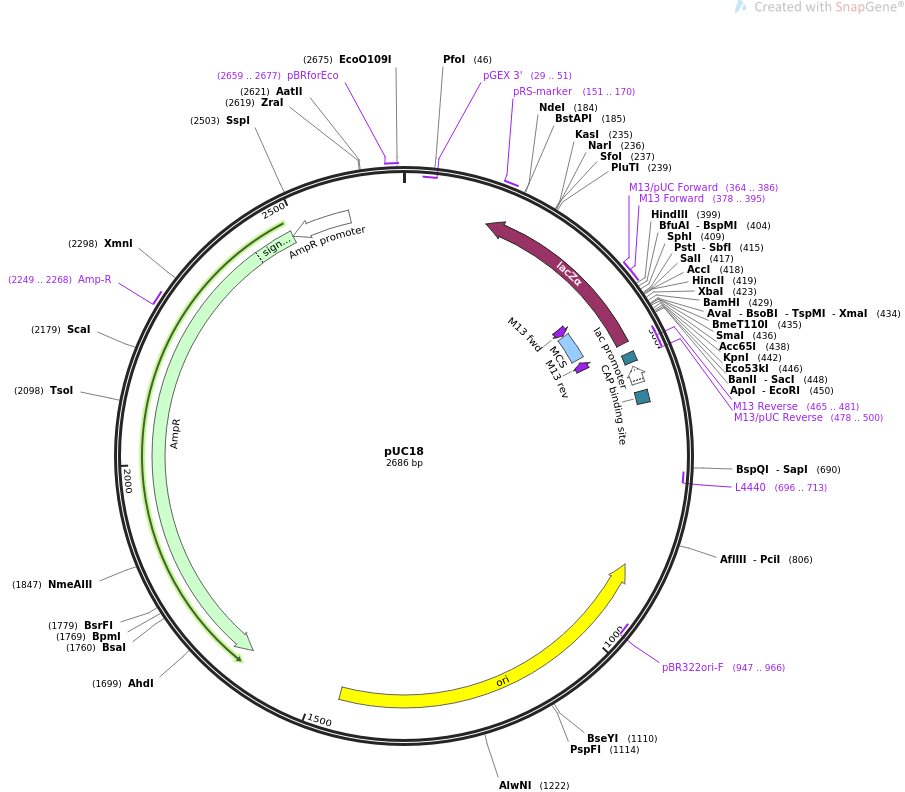 Created with SnapGene®
(2675) EcoO109I
PfoI (46)
(2659 .. 2677) pBRforEco
pGEX 3' (29 .. 51)
(2621) AatII
pRS-marker (151 .. 170)
(2619) ZraI
NdeI (184)
(2503) SspI
BstAPI (185)
KasI (235)
NarI (236)
SfoI (237)
PluTI (239)
M13/pUC Forward (364 .. 386)
M13 Forward (378 .. 395)
HindIII (399)
BfuAI - BspMI (404)
SphI (409)
PstI - SbfI (415)
SalI (417)
AccI (418)
HincII (419)
XbaI (423)
BamHI (429)
AvaI - BsoBI - TspMI - XmaI (434)
BmeT110I (435)
SmaI (436)
Acc65I (438)
KpnI (442)
Eco53kI (446)
BanII - SacI (448)
ApoI - EcoRI (450)
M13 Reverse (465 .. 481)
M13/pUC Reverse (478 .. 500)
(2298) XmnI
(2249 .. 2268) Amp-R
(2179) ScaI
(2098) TsoI
2500
sign...
AmpR promoter
lacZα
500
M13 fwd
MCS
M13 rev
lac promoter
CAP binding site
AmpR
pUC18
2686 bp
2000
BspQI - SapI (690)
L4440 (696 .. 713)
AflIII - PciI (806)
(1847) NmeAIII
(1779) BsrFI
(1769) BpmI
(1760) BsaI
(1699) AhdI
1000
pBR322ori-F (947 .. 966)
ori
1500
BseYI (1110)
PspFI (1114)
AlwNI (1222)